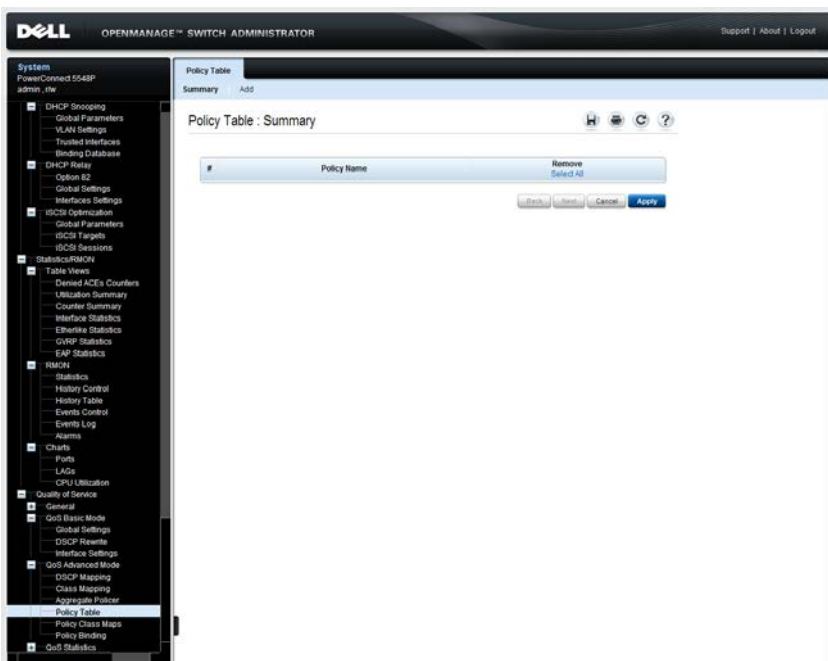 DELL OPENMANAGE™ SWITCH ADMINISTRATOR
Support | About | Logout
System
PowerConnect 5548P
admin , r/w
DHCP Snooping
Global Parameters
VLAN Settings
Trusted Interfaces
Binding Database
DHCP Relay
Option 82
Global Settings
Interfaces Settings
iSCSI Optimization
Global Parameters
iSCSI Targets
iSCSI Sessions
Statistics/RMON
Table Views
Denied ACEs Counters
Utilization Summary
Counter Summary
Interface Statistics
Etherlike Statistics
GVRP Statistics
EAP Statistics
RMON
Statistics
History Control
History Table
Events Control
Events Log
Alarms
Charts
Ports
LAGs
CPU Utilization
Quality of Service
General
QoS Basic Mode
Global Settings
DSCP Rewrite
Interface Settings
QoS Advanced Mode
DSCP Mapping
Class Mapping
Aggregate Policer
Policy Table
Policy Class Maps
Policy Binding
QoS Statistics
Policy Table
Summary Add
Policy Table : Summary
?
# Policy Name Remove
Select All
Back Next Cancel Apply